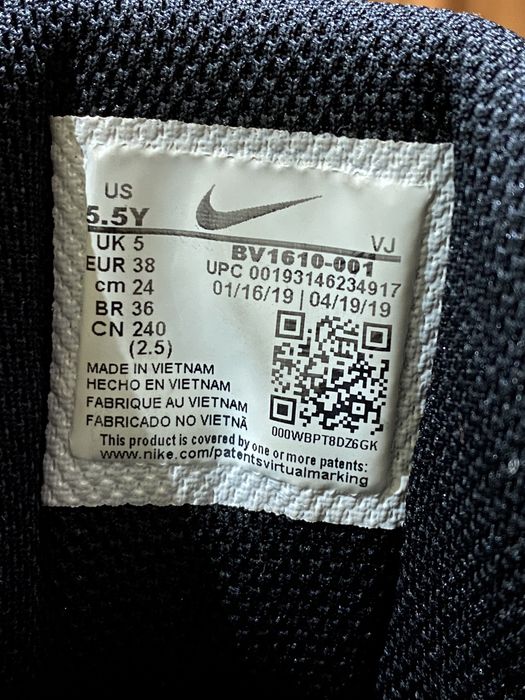 US
5.5Y
UK 5
EUR 38
cm 24
BR 36
CN 240
(2.5)
VJ
BV1610-001
UPC 00193146234917
01/16/19 | 04/19/19
MADE IN VIETNAM
HECHO EN VIETNAM
FABRIQUE AU VIETNAM
FABRICADO NO VIETNÃ
000WBPT8DZ6GK
This product is covered by one or more patents:
www.nike.com/patentsvirtualmarking